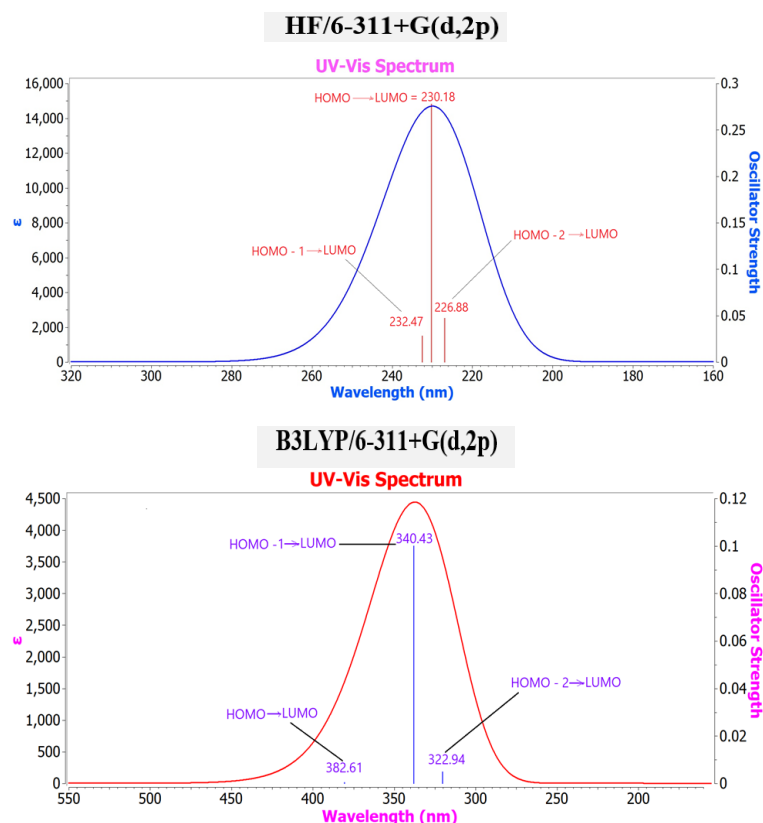 HF/6-311+G(d,2p)
UV-Vis Spectrum
16,000
14,000
12,000
10,000
8,000
6,000
4,000
2,000
0
ε
HOMO → LUMO = 230.18
HOMO - 1 → LUMO
HOMO - 2 → LUMO
232.47
226.88
0.3
0.25
0.2
0.15
0.1
0.05
0
Oscillator Strength
320 300 280 260 240 220 200 180 160
Wavelength (nm)
B3LYP/6-311+G(d,2p)
UV-Vis Spectrum
4,500
4,000
3,500
3,000
2,500
2,000
1,500
1,000
500
0
ε
HOMO -1→LUMO
340.43
HOMO - 2→LUMO
HOMO→LUMO
382.61
322.94
0.12
0.1
0.08
0.06
0.04
0.02
0
Oscillator Strength
550 500 450 400 350 300 250 200
Wavelength (nm)